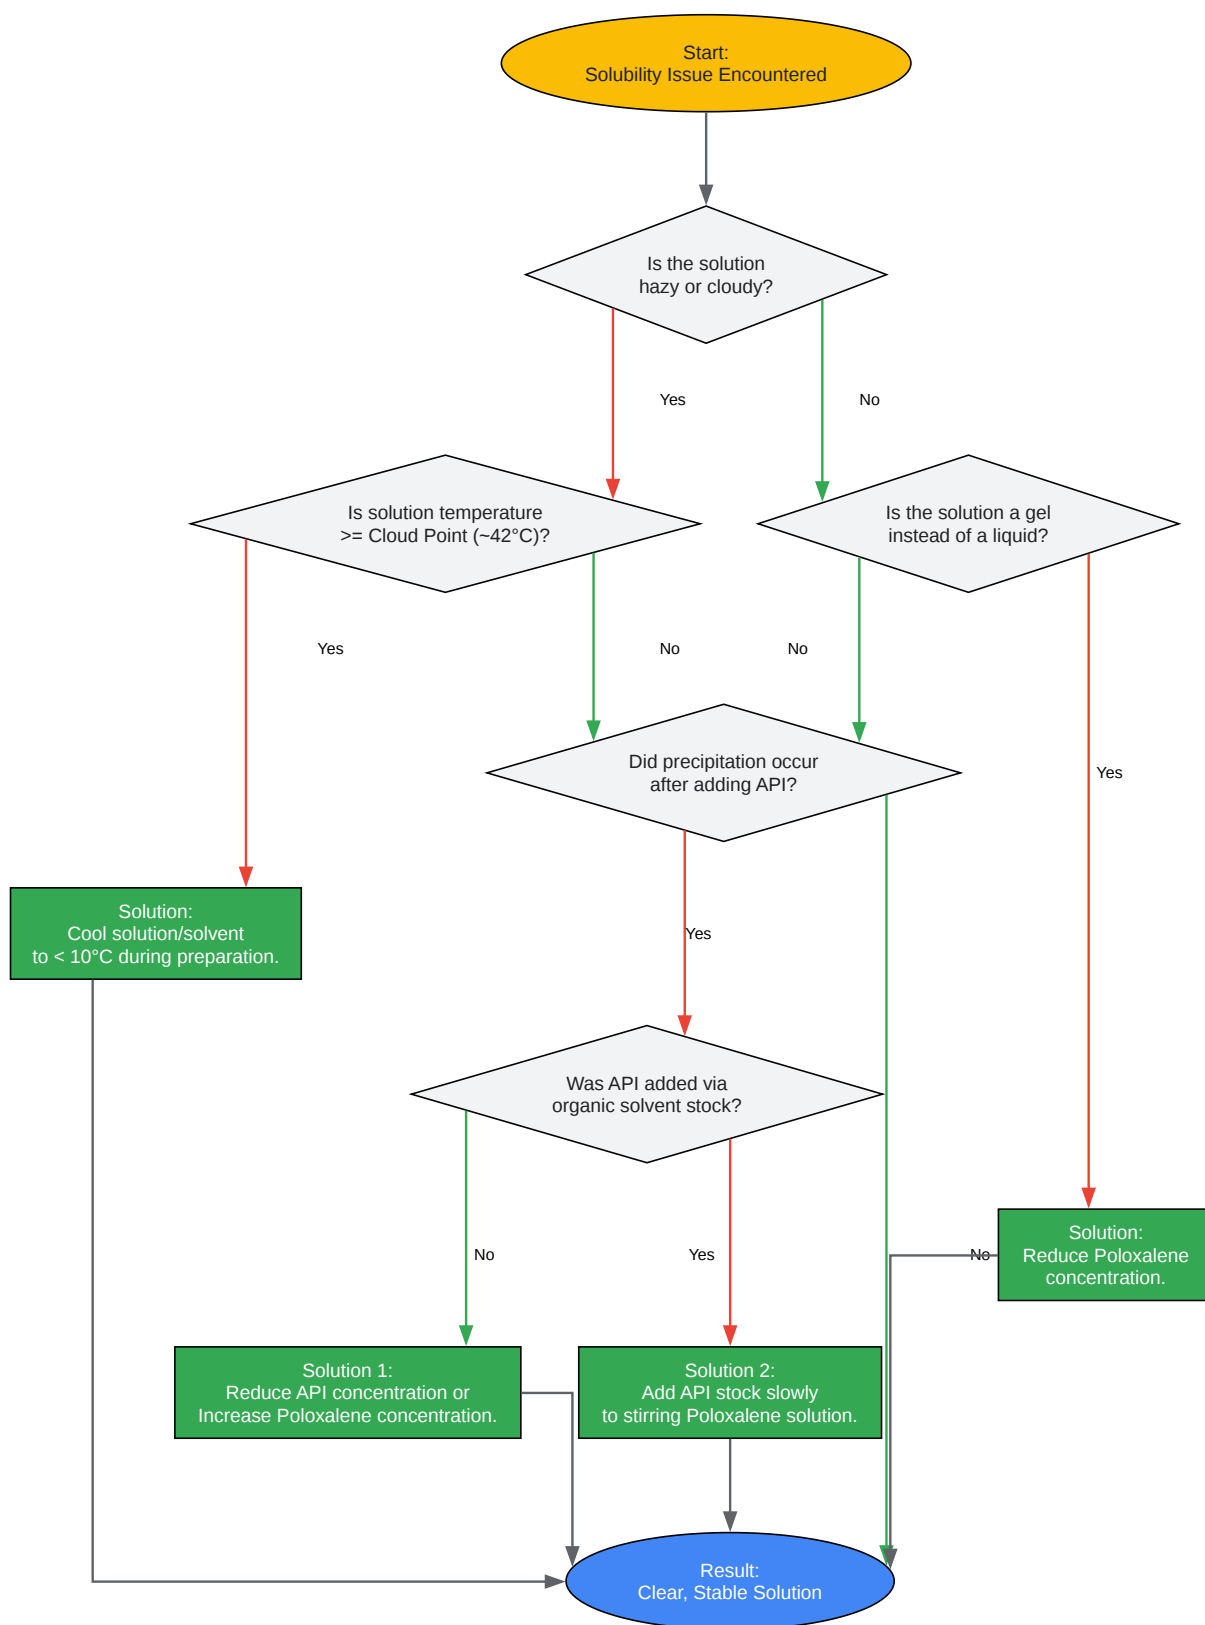 Start:
Solubility Issue Encountered
Is the solution
hazy or cloudy?
Yes
No
Is solution temperature
>= Cloud Point (~42°C)?
Is the solution a gel
instead of a liquid?
Yes
No
No
Did precipitation occur
after adding API?
Yes
Solution:
Cool solution/solvent
to < 10°C during preparation.
Yes
Was API added via
organic solvent stock?
No
Yes
No
Solution:
Reduce Poloxalene
concentration.
Solution 1:
Reduce API concentration or
Increase Poloxalene concentration.
Solution 2:
Add API stock slowly
to stirring Poloxalene solution.
Result:
Clear, Stable Solution